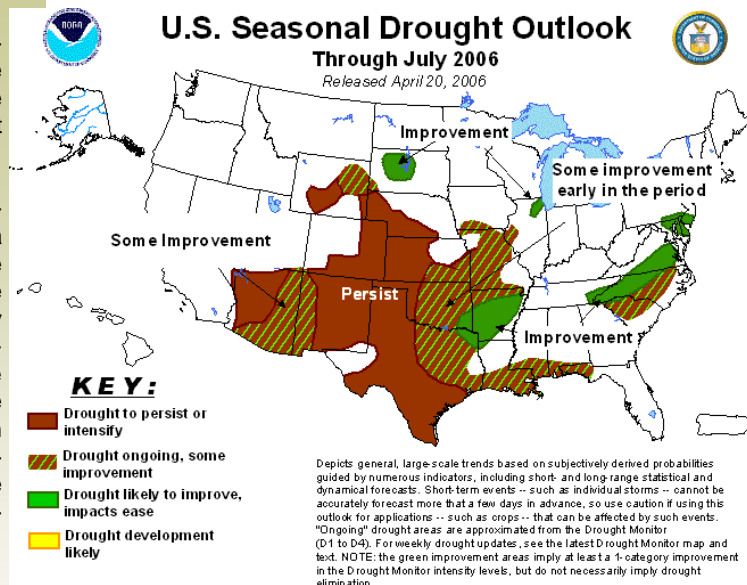 U.S. Seasonal Drought Outlook
Through July 2006
Released April 20, 2006
NOAA
Improvement
Some improvement
early in the period
Some Improvement
Persist
Improvement
KEY:
Drought to persist or
intensify
Drought ongoing, some
improvement
Drought likely to improve,
impacts ease
Drought development
likely
Depicts general, large-scale trends based on subjectively derived probabilities
guided by numerous indicators, including short- and long-range statistical and
dynamical forecasts. Short-term events -- such as individual storms -- cannot be
accurately forecast more that a few days in advance, so use caution if using this
outlook for applications -- such as crops -- that can be affected by such events.
"Ongoing" drought areas are approximated from the Drought Monitor
(D1 to D4). For weekly drought updates, see the latest Drought Monitor map and
text. NOTE: the green improvement areas imply at least a 1-category improvement
in the Drought Monitor intensity levels, but do not necessarily imply drought
elimination.